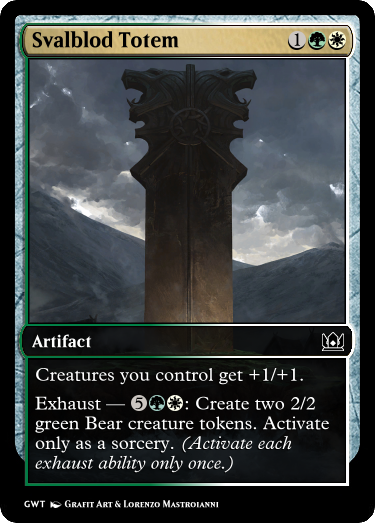 Svalblod Totem 1
Artifact
Creatures you control get +1/+1.
Exhaust — 5: Create two 2/2
green Bear creature tokens. Activate
only as a sorcery. (Activate each
exhaust ability only once.)
GWT Grafit Art & Lorenzo Mastroianni